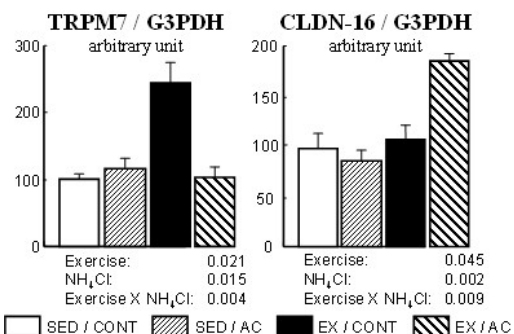 TRPM7 / G3PDH
arbitrary unit
300
200
100
0
Exercise: 0.021
NH₄Cl: 0.015
Exercise X NH₄Cl: 0.004
CLDN-16 / G3PDH
arbitrary unit
200
150
100
50
0
Exercise: 0.045
NH₄Cl: 0.002
Exercise X NH₄Cl: 0.009
SED / CONT SED / AC EX / CONT EX / AC